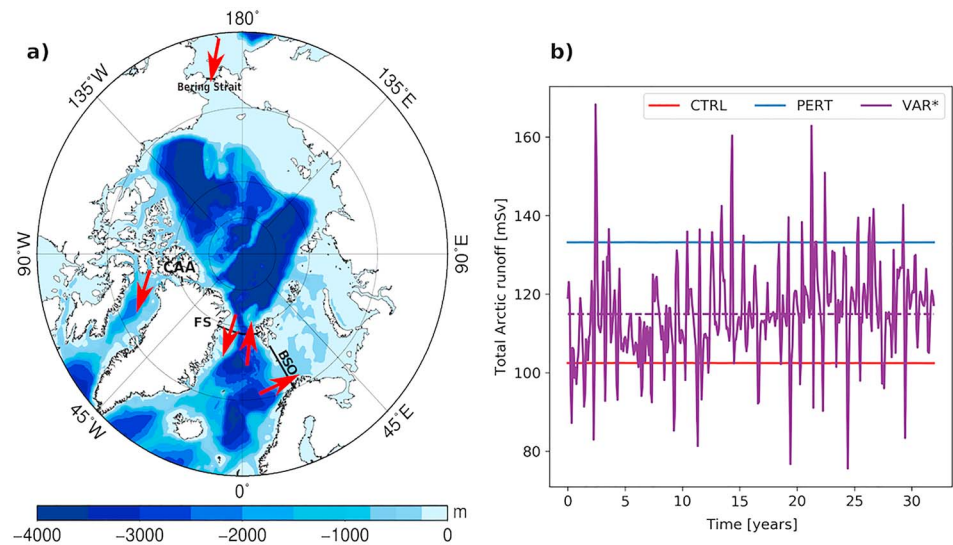 a)
180°
135°W
135°E
Bering Strait
90°W
90°E
CAA
FS
BSO
45°W
45°E
0°
m
−4000 −3000 −2000 −1000 0
b)
CTRL PERT VAR*
Total Arctic runoff [mSv]
160
140
120
100
80
0 5 10 15 20 25 30
Time [years]